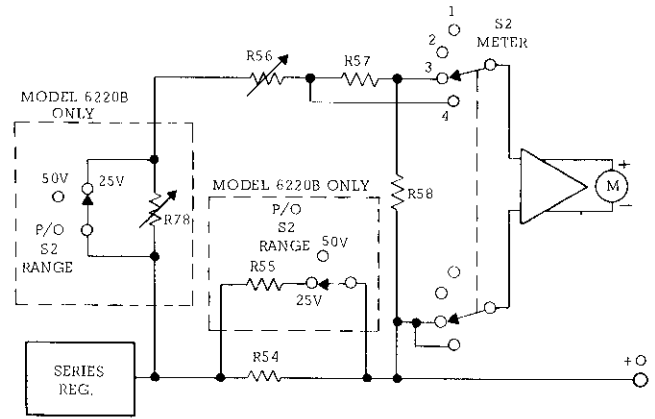 1
S2
METER
2
3
4
R56
R57
MODEL 6220B
ONLY
50V
25V
R78
P/O
S2
RANGE
MODEL 6220B ONLY
P/O
S2
RANGE
50V
R55
25V
R58
+
M
−
SERIES
REG.
R54
+